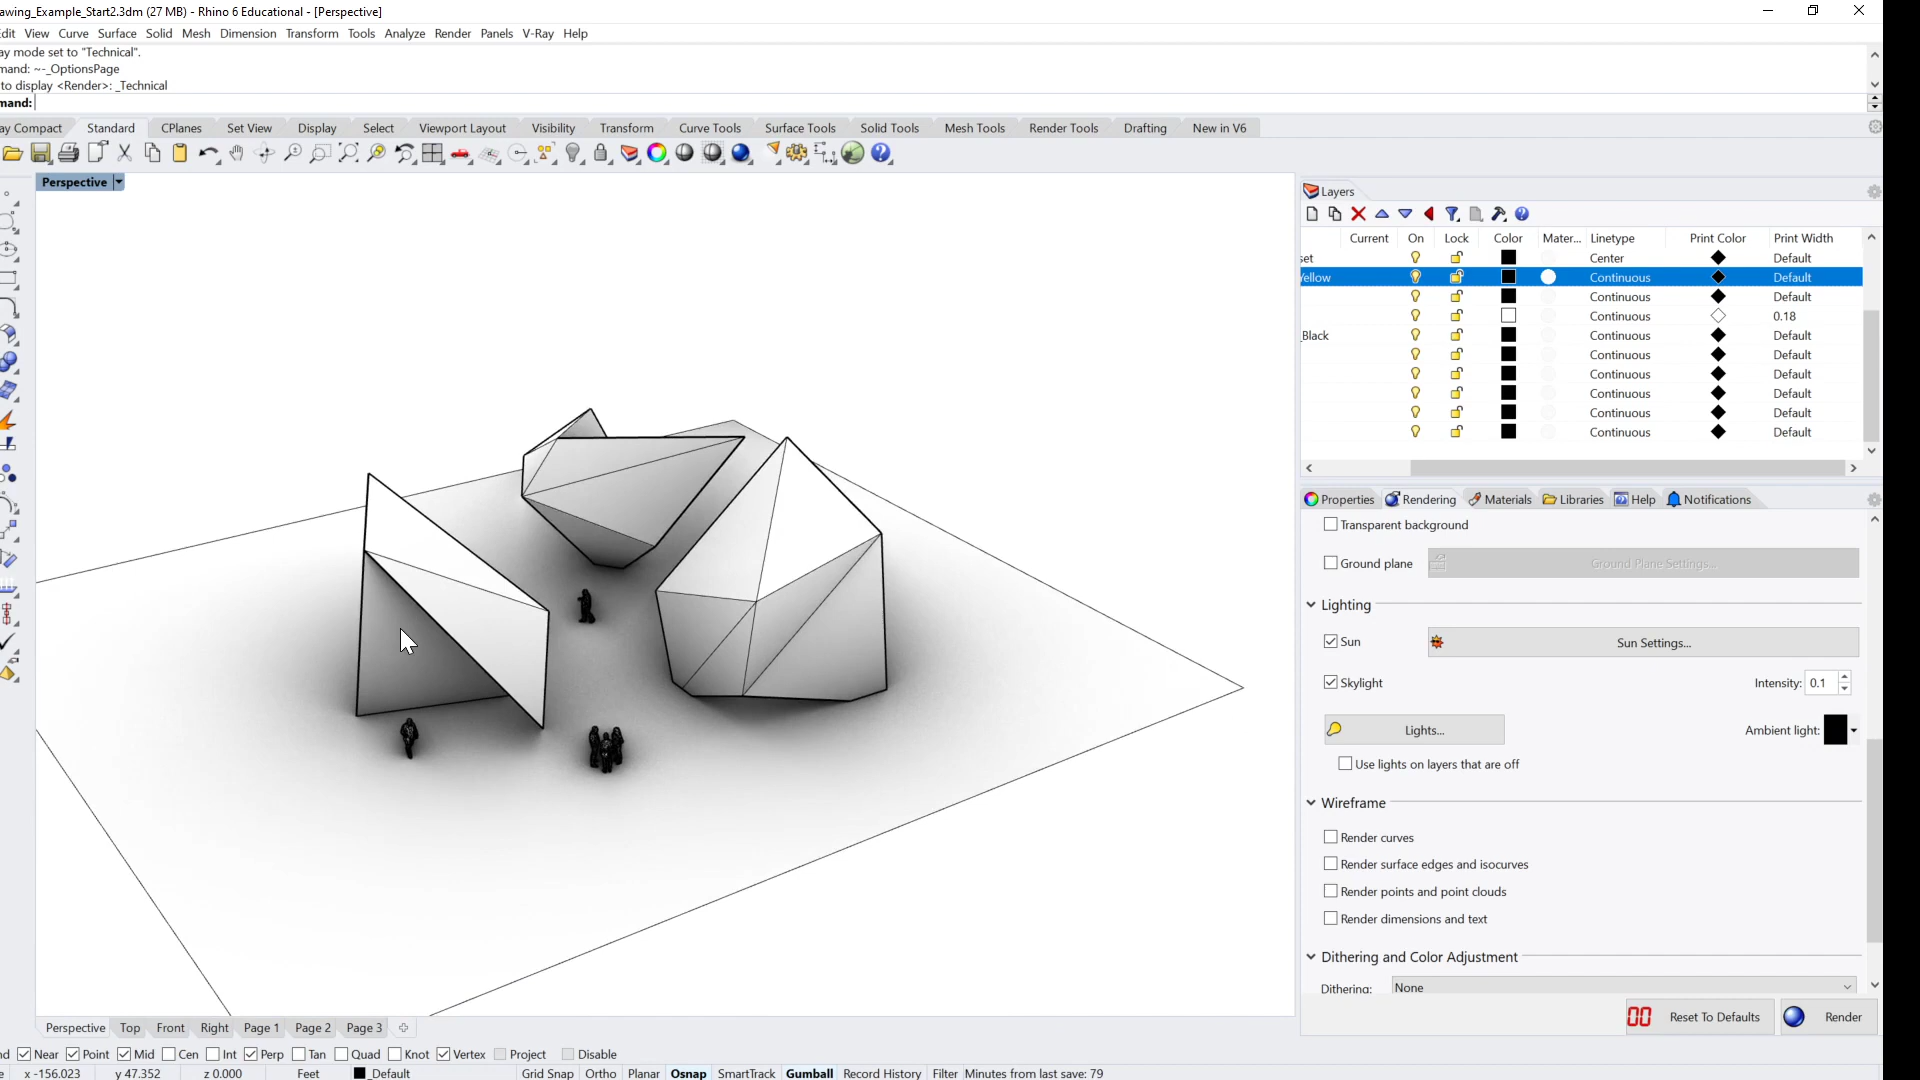 awing_Example_Start2.3dm (27 MB) - Rhino 6 Educational - [Perspective]
dit View Curve Surface Solid Mesh Dimension Transform Tools Analyze Render Panels V-Ray Help
ay mode set to "Technical".
mand: ~-_OptionsPage
to display <Render>: _Technical
mand:
ay Compact Standard CPlanes Set View Display Select Viewport Layout Visibility Transform Curve Tools Surface Tools Solid Tools Mesh Tools Render Tools Drafting New in V6
Perspective
Layers
Current On Lock Color Mater... Linetype Print Color Print Width
set Center Default
Yellow Continuous Default
Continuous Default
Continuous 0.18
_Black Continuous Default
Continuous Default
Continuous Default
Continuous Default
Continuous Default
Continuous Default
Properties Rendering Materials Libraries Help Notifications
Transparent background
Ground plane Ground Plane Settings...
Lighting
Sun Sun Settings...
Skylight Intensity: 0.1
Lights... Ambient light:
Use lights on layers that are off
Wireframe
Render curves
Render surface edges and isocurves
Render points and point clouds
Render dimensions and text
Dithering and Color Adjustment
Dithering: None
Reset To Defaults Render
Perspective Top Front Right Page 1 Page 2 Page 3
nd Near Point Mid Cen Int Perp Tan Quad Knot Vertex Project Disable
e x -156.023 y 47.352 z 0.000 Feet _Default Grid Snap Ortho Planar Osnap SmartTrack Gumball Record History Filter Minutes from last save: 79